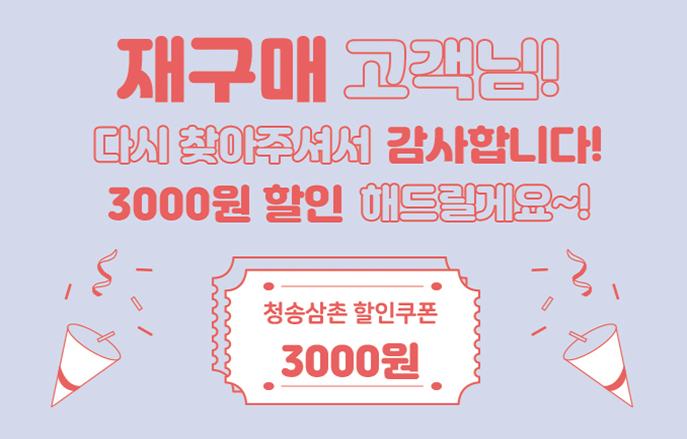 재구매 고객님!
다시 찾아주셔서 감사합니다!
3000원 할인 해드릴게요~!
청송삼촌 할인쿠폰
3000원